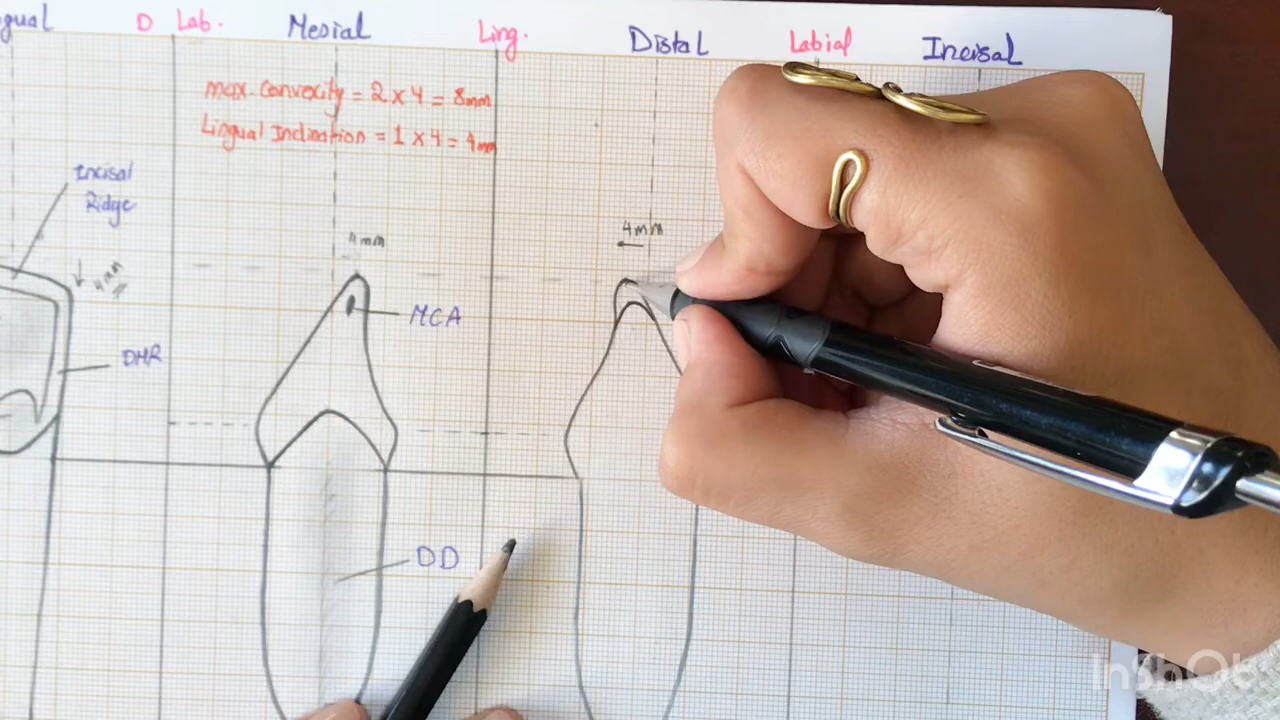 D Lab. Mesial Ling. Distal Labial Incisal
max. Convexity = 2 x 4 = 8mm
Lingual Inclination = 1 x 4 = 4mm
Incisal
Ridge
4mm
4mm
4mm
MCA
DMR
DD
InShOt